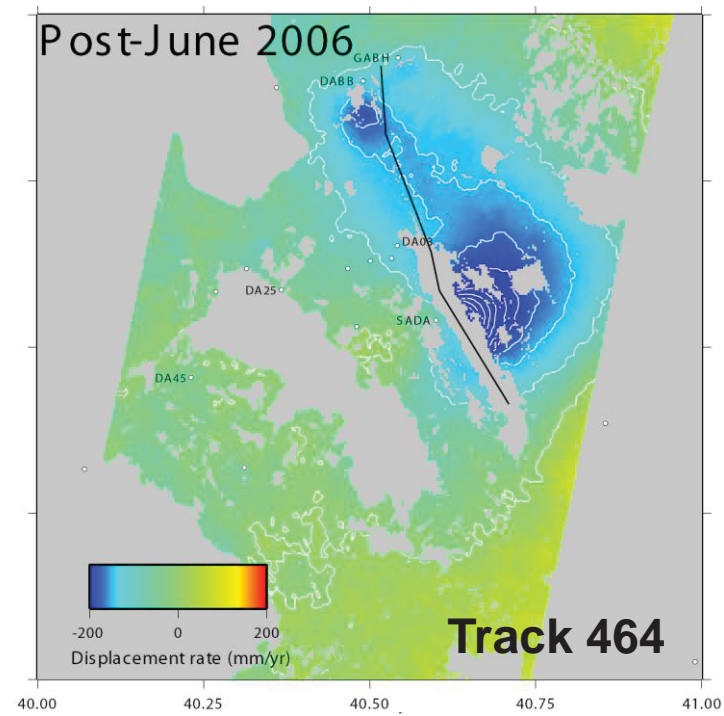 Post-June 2006
GABH
DABB
DA03
DA25
SADA
DA45
-200 0 200
Displacement rate (mm/yr)
Track 464
40.00 40.25 40.50 40.75 41.00